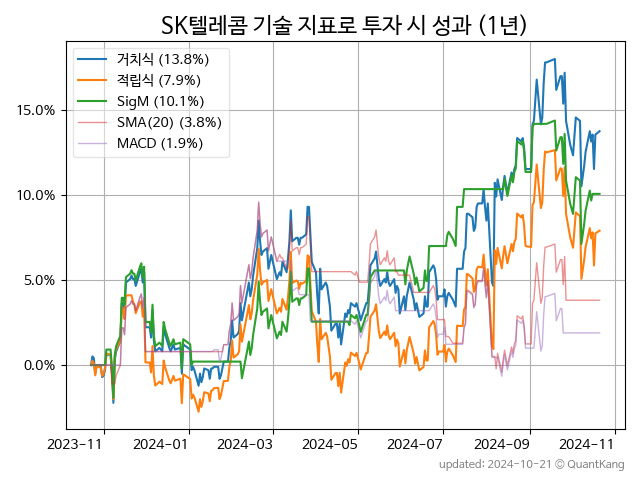 SK텔레콤 기술 지표로 투자 시 성과 (1년)
거치식 (13.8%)
적립식 (7.9%)
SigM (10.1%)
SMA(20) (3.8%)
MACD (1.9%)
15.0%
10.0%
5.0%
0.0%
2023-11 2024-01 2024-03 2024-05 2024-07 2024-09 2024-11
updated: 2024-10-21 © QuantKang